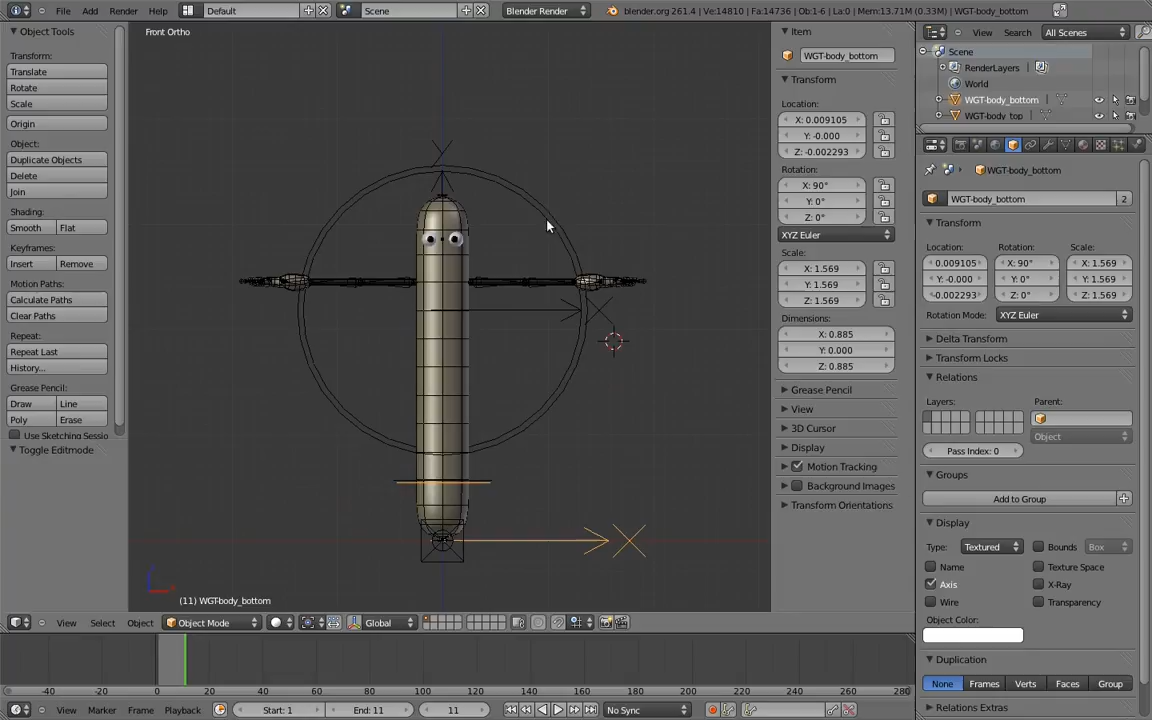 File Add Render Help Default Scene Blender Render blender.org 261.4 | Ve:14810 | Fa:14736 | Ob:1-6 | La:0 | Mem:13.71M (0.33M) | WGT-body_bottom
Object Tools
Transform:
Translate
Rotate
Scale
Origin
Object:
Duplicate Objects
Delete
Join
Shading:
Smooth Flat
Keyframes:
Insert Remove
Motion Paths:
Calculate Paths
Clear Paths
Repeat:
Repeat Last
History...
Grease Pencil:
Draw Line
Poly Erase
Use Sketching Sessio
Toggle Editmode
Front Ortho
(11) WGT-body_bottom
View Select Object Object Mode Global
Item
WGT-body_bottom
Transform
Location:
X: 0.009105
Y: -0.000
Z: -0.002293
Rotation:
X: 90°
Y: 0°
Z: 0°
XYZ Euler
Scale:
X: 1.569
Y: 1.569
Z: 1.569
Dimensions:
X: 0.885
Y: 0.000
Z: 0.885
Grease Pencil
View
3D Cursor
Display
Motion Tracking
Background Images
Transform Orientations
View Search All Scenes
Scene
RenderLayers
World
WGT-body_bottom
WGT-body_top
WGT-body_bottom
WGT-body_bottom 2
Transform
Location: Rotation: Scale:
0.009105 X: 90° X: 1.569
Y: -0.000 Y: 0° Y: 1.569
-0.002293 Z: 0° Z: 1.569
Rotation Mode: XYZ Euler
Delta Transform
Transform Locks
Relations
Layers: Parent:
Object
Pass Index: 0
Groups
Add to Group
Display
Type: Textured Bounds Box
Name Texture Space
Axis X-Ray
Wire Transparency
Object Color:
Duplication
None Frames Verts Faces Group
Relations Extras
-40 -20 0 20 40 60 80 100 120 140 160 180 200 220 240 260 280
View Marker Frame Playback Start: 1 End: 11 11 No Sync